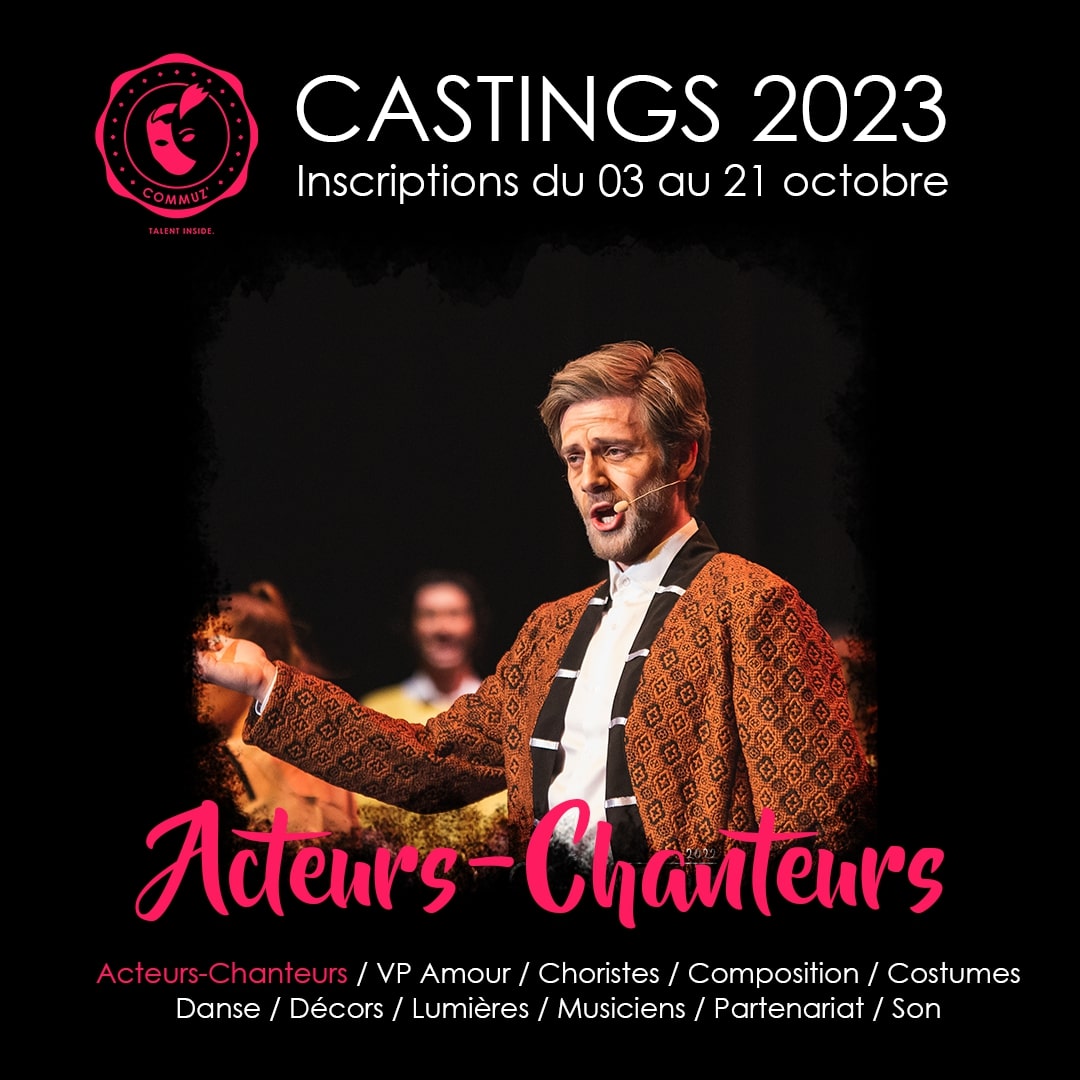 CASTINGS 2023
Inscriptions du 03 au 21 octobre
COMMUZ'
TALENT INSIDE.
2022
Acteurs-Chanteurs
Acteurs-Chanteurs / VP Amour / Choristes / Composition / Costumes
Danse / Décors / Lumières / Musiciens / Partenariat / Son